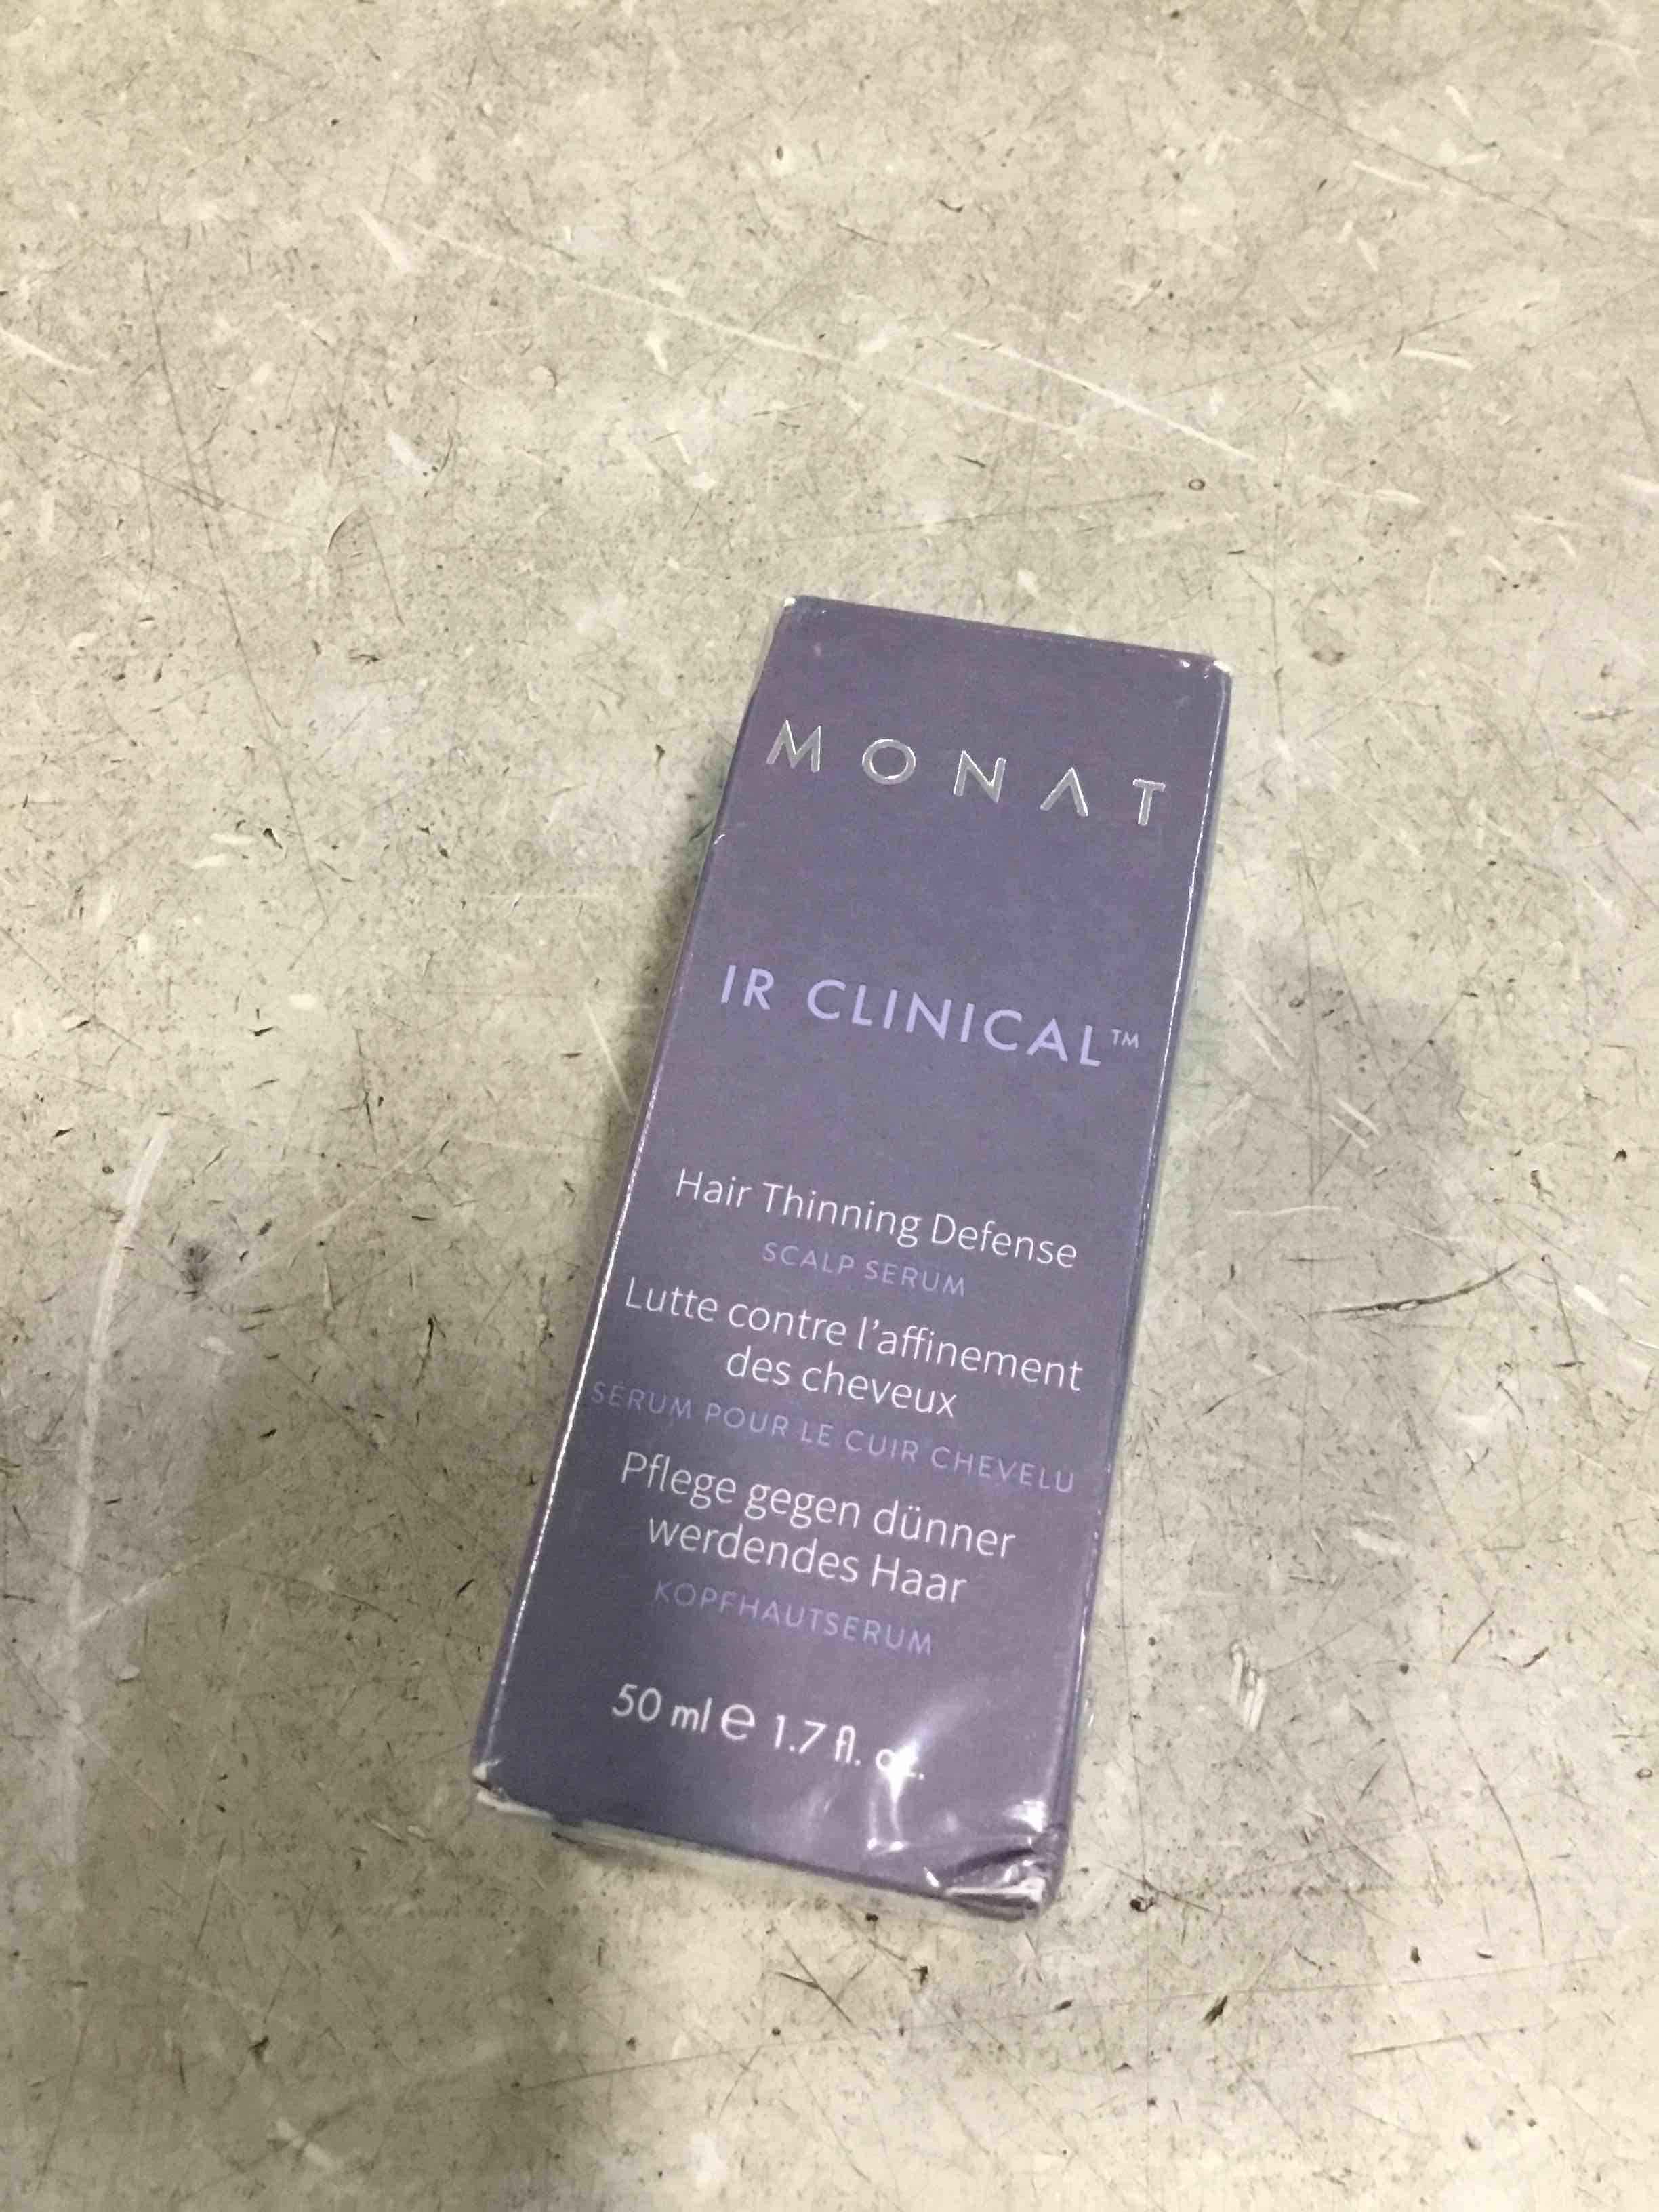 MONAT
IR CLINICAL™
Hair Thinning Defense
SCALP SERUM
Lutte contre l'affinement
des cheveux
SÉRUM POUR LE CUIR CHEVELU
Pflege gegen dünner
werdendes Haar
KOPFHAUTSERUM
50 ml ℮ 1.7 fl. oz.